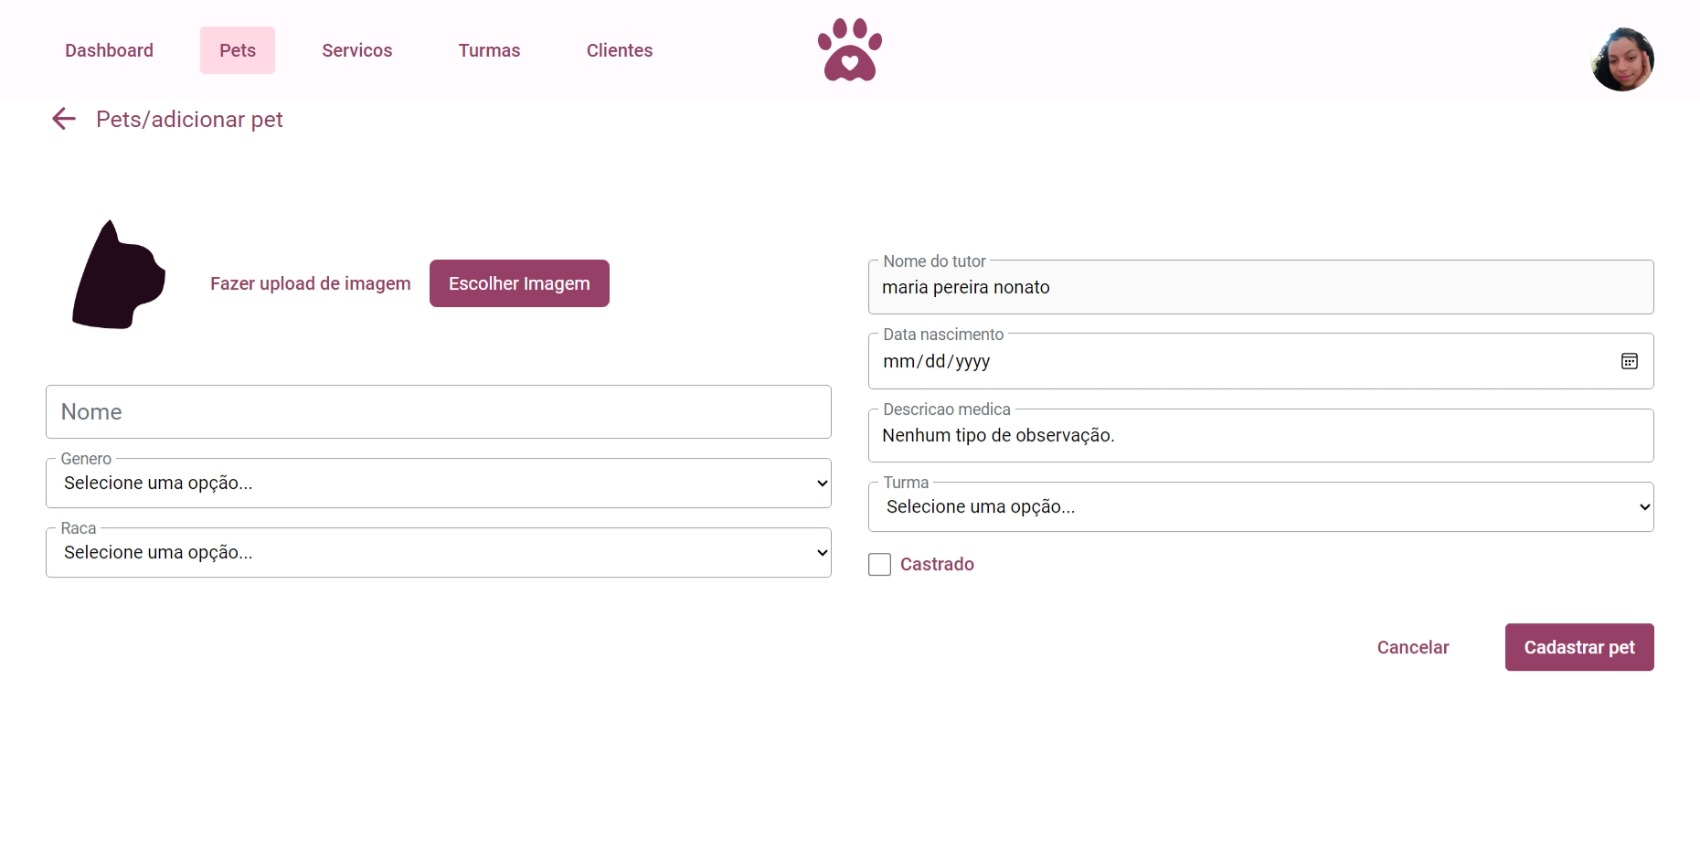 Dashboard
Pets
Servicos
Turmas
Clientes
Pets/adicionar pet
Fazer upload de imagem
Escolher Imagem
Nome
Genero
Selecione uma opção...
Raca
Selecione uma opção...
Nome do tutor
maria pereira nonato
Data nascimento
mm/dd/yyyy
Descricao medica
Nenhum tipo de observação.
Turma
Selecione uma opção...
Castrado
Cancelar
Cadastrar pet